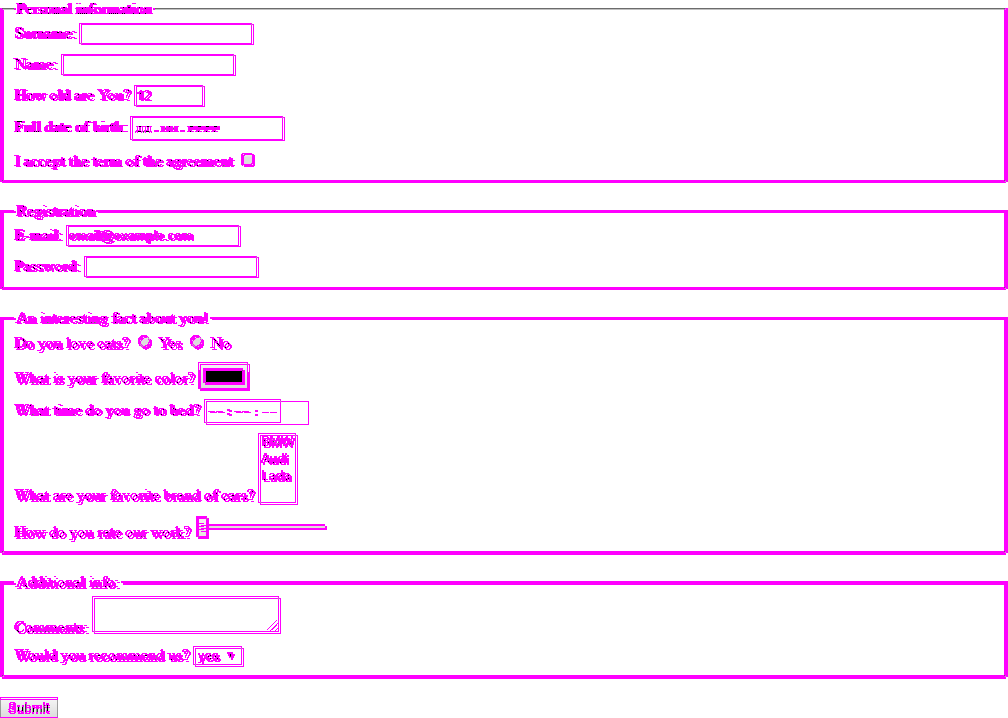 Personal information
Surname:
Name:
How old are You? 12
Full date of birth:
I accept the term of the agreement
Registration
E-mail: email@example.com
Password:
An interesting fact about you!
Do you love cats? Yes No
What is your favorite color?
What time do you go to bed? --:-- --
BMW
Audi
Lada
What are your favorite brand of cars?
How do you rate our work?
Additional info:
Comments:
Would you recommend us? yes
Submit